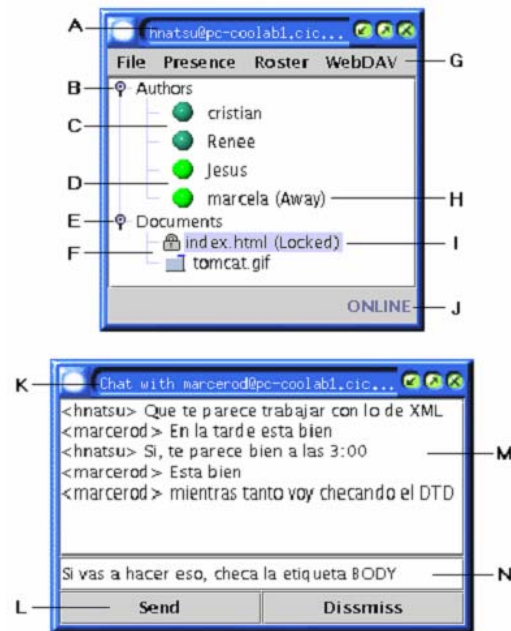 A
hnatsu@pc-coolab1.cic...
File Presence Roster WebDAV
G
B
Authors
C
cristian
Renee
Jesus
D
marcela (Away)
H
E
Documents
F
index.html (Locked)
I
tomcat.gif
ONLINE
J
K
Chat with marcerod@pc-coolab1.cic...
<hnatsu> Que te parece trabajar con lo de XML
<marcerod> En la tarde esta bien
<hnatsu> Si, te parece bien a las 3:00
M
<marcerod> Esta bien
<marcerod> mientras tanto voy checando el DTD
Si vas a hacer eso, checa la etiqueta BODY
N
L
Send
Dissmiss